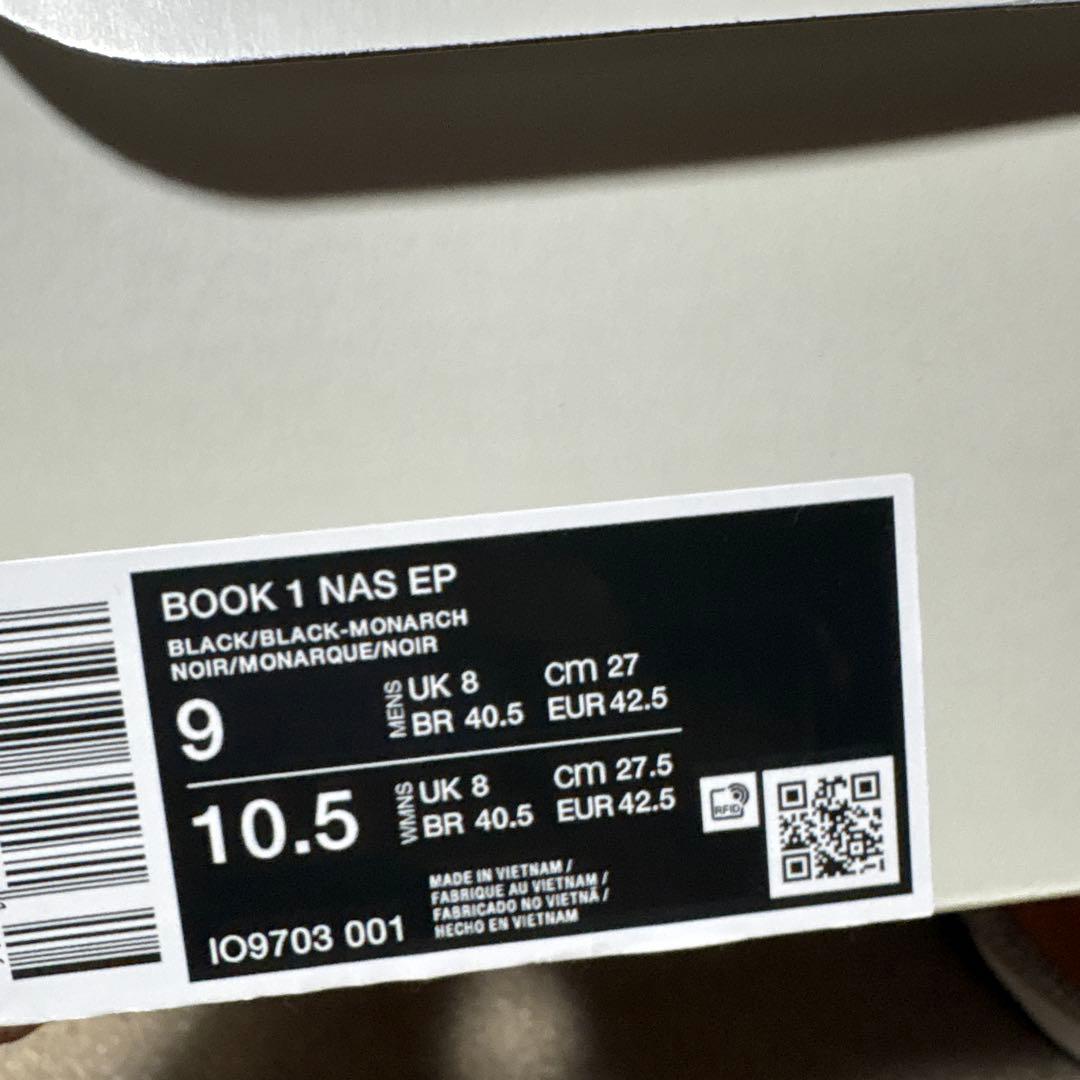 BOOK 1 NAS EP
BLACK/BLACK-MONARCH
NOIR/MONARQUE/NOIR
9
MENS
UK 8 cm 27
BR 40.5 EUR 42.5
10.5
WMNS
UK 8 cm 27.5
BR 40.5 EUR 42.5
RFID
MADE IN VIETNAM /
FABRIQUE AU VIETNAM /
FABRICADO NO VIETNÃ /
HECHO EN VIETNAM
IO9703 001